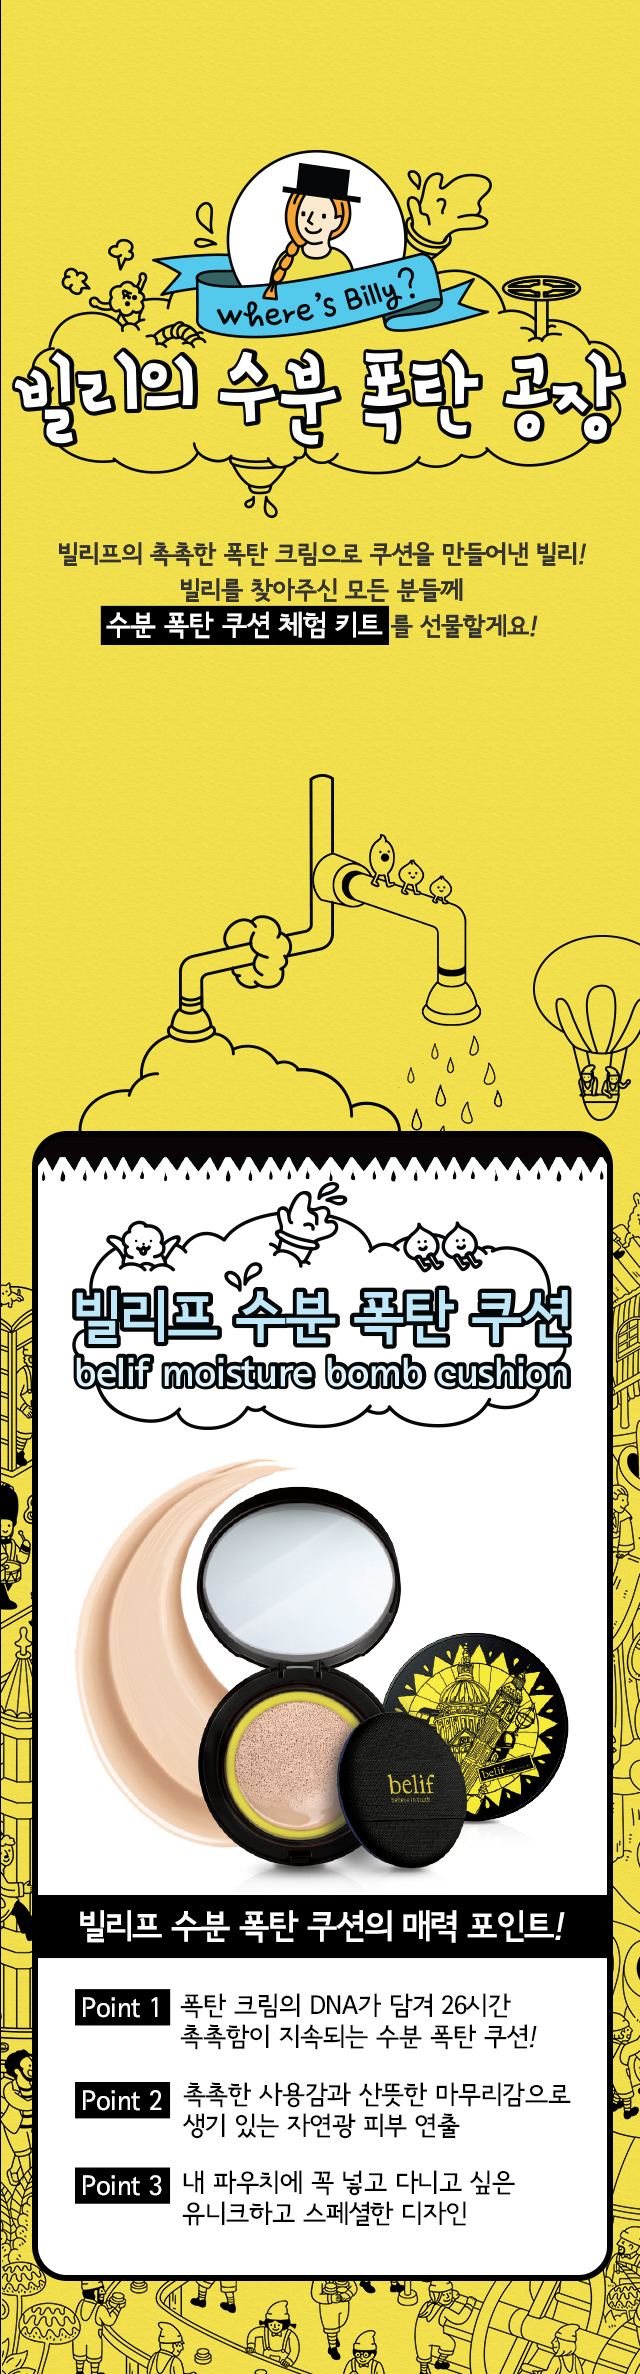 where's Billy?
빌리의 수분 폭탄 공장
빌리프의 촉촉한 폭탄 크림으로 쿠션을 만들어낸 빌리!
빌리를 찾아주신 모든 분들께
수분 폭탄 쿠션 체험 키트를 선물할게요!
빌리프 수분 폭탄 쿠션
belif moisture bomb cushion
belif
believe in truth
belif
빌리프 수분 폭탄 쿠션의 매력 포인트!
Point 1 폭탄 크림의 DNA가 담겨 26시간
촉촉함이 지속되는 수분 폭탄 쿠션!
Point 2 촉촉한 사용감과 산뜻한 마무리감으로
생기 있는 자연광 피부 연출
Point 3 내 파우치에 꼭 넣고 다니고 싶은
유니크하고 스페셜한 디자인